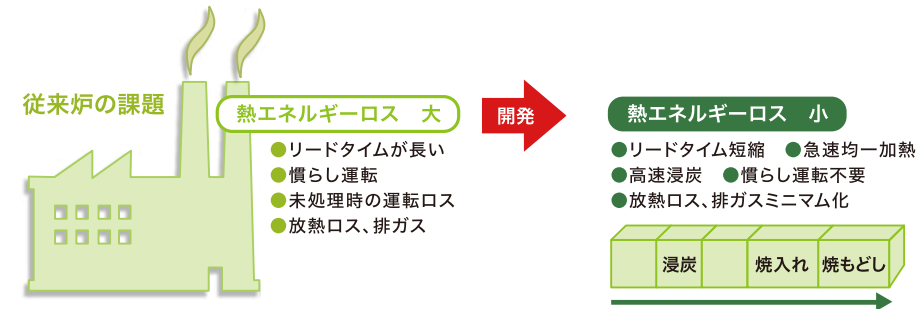 従来炉の課題
熱エネルギーロス 大
●リードタイムが長い
●慣らし運転
●未処理時の運転ロス
●放熱ロス、排ガス
開発
熱エネルギーロス 小
●リードタイム短縮 ●急速均一加熱
●高速浸炭 ●慣らし運転不要
●放熱ロス、排ガスミニマム化
浸炭 焼入れ 焼もどし